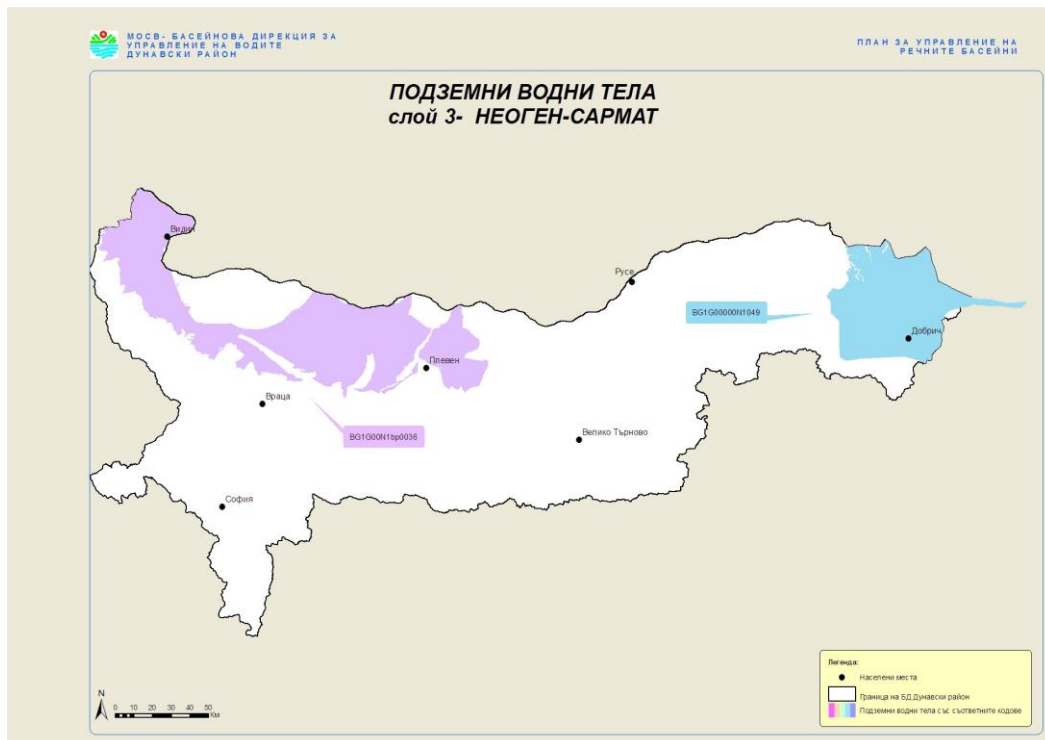 МОСВ- БАСЕЙНОВА ДИРЕКЦИЯ ЗА
УПРАВЛЕНИЕ НА ВОДИТЕ
ДУНАВСКИ РАЙОН
ПЛАН ЗА УПРАВЛЕНИЕ НА
РЕЧНИТЕ БАСЕЙНИ
ПОДЗЕМНИ ВОДНИ ТЕЛА
слой 3- НЕОГЕН-САРМАТ
Видин
Русе
BG1G00000N1049
Добрич
Плевен
Враца
BG1G00N1bp0036
Велико Търново
София
N
0 10 20 30 40 50
Км
Легенда:
Населени места
Граница на БД Дунавски район
Подземни водни тела със съответните кодове